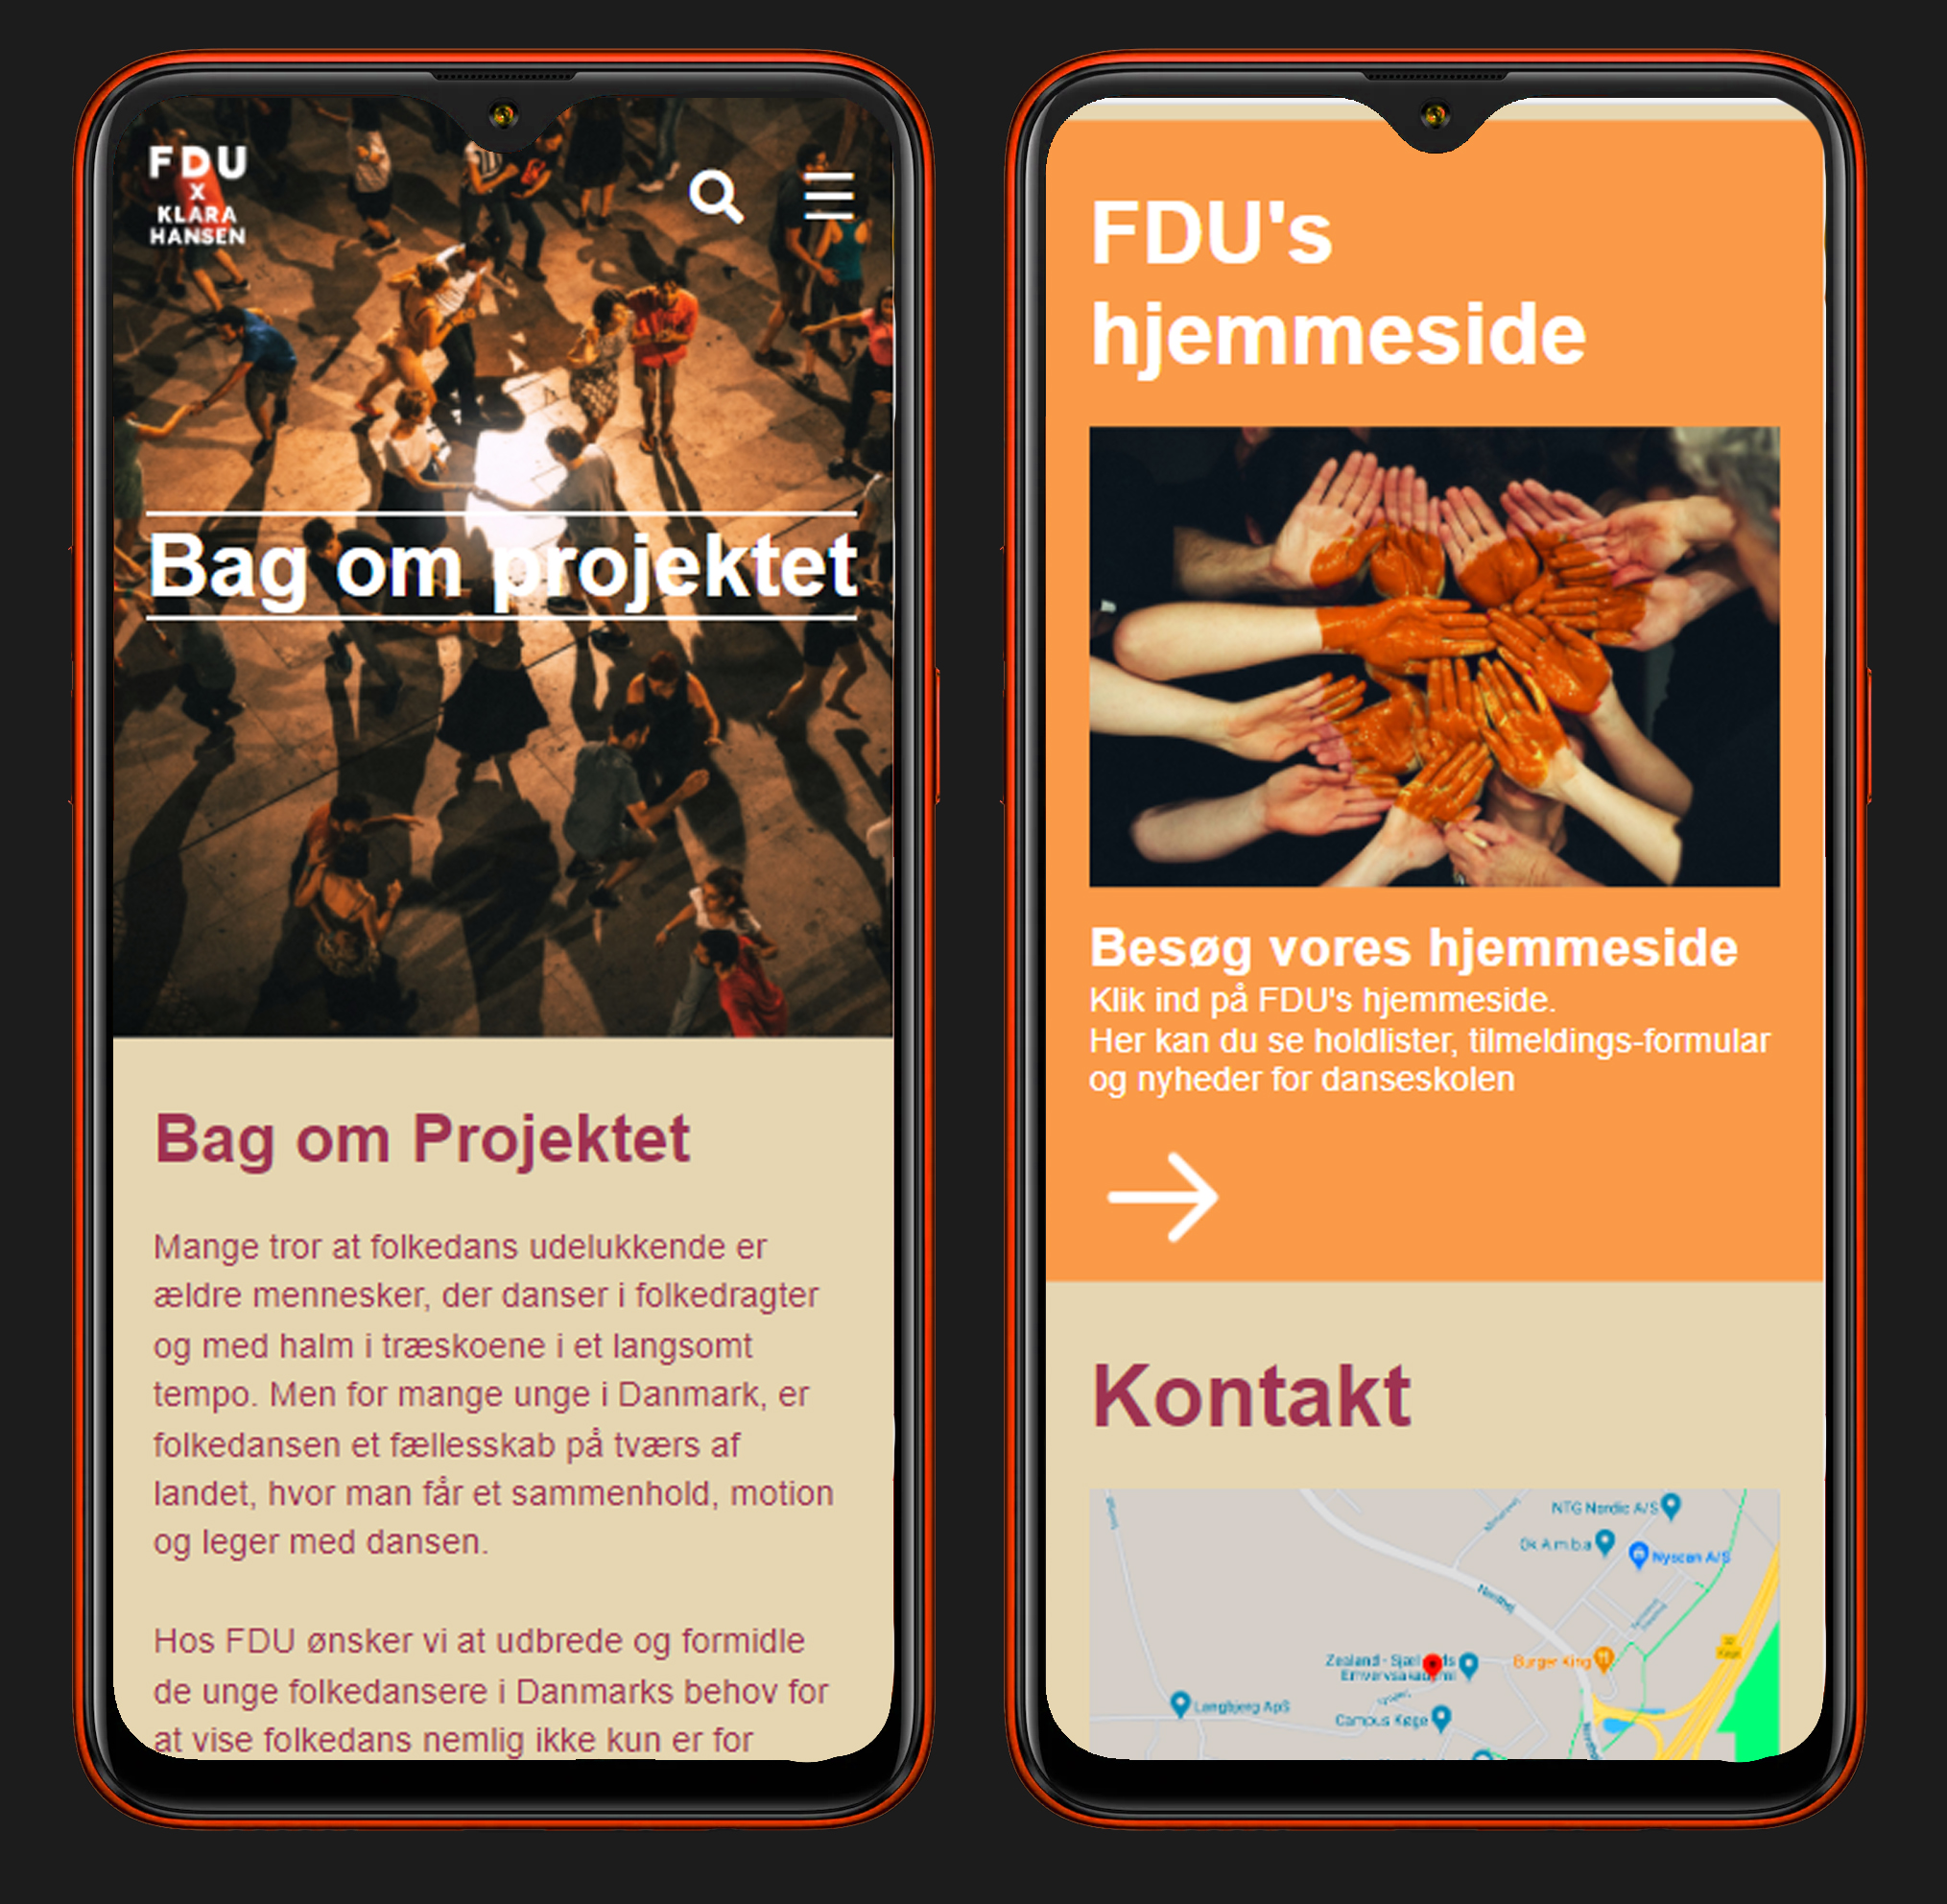 FDU
X
KLARA
HANSEN
Bag om projektet
Bag om Projektet
Mange tror at folkedans udelukkende er
ældre mennesker, der danser i folkedragter
og med halm i træskoene i et langsomt
tempo. Men for mange unge i Danmark, er
folkedansen et fællesskab på tværs af
landet, hvor man får et sammenhold, motion
og leger med dansen.
Hos FDU ønsker vi at udbrede og formidle
de unge folkedansere i Danmarks behov for
at vise folkedans nemlig ikke kun er for
FDU's
hjemmeside
Besøg vores hjemmeside
Klik ind på FDU's hjemmeside.
Her kan du se holdlister, tilmeldings-formular
og nyheder for danseskolen
Kontakt
NTG Nordic A/S
Gk A.m.b.a
Nyscan A/S
Nordhøj
Zealand -
Burger King
Langbjerg ApS
Campus Køge